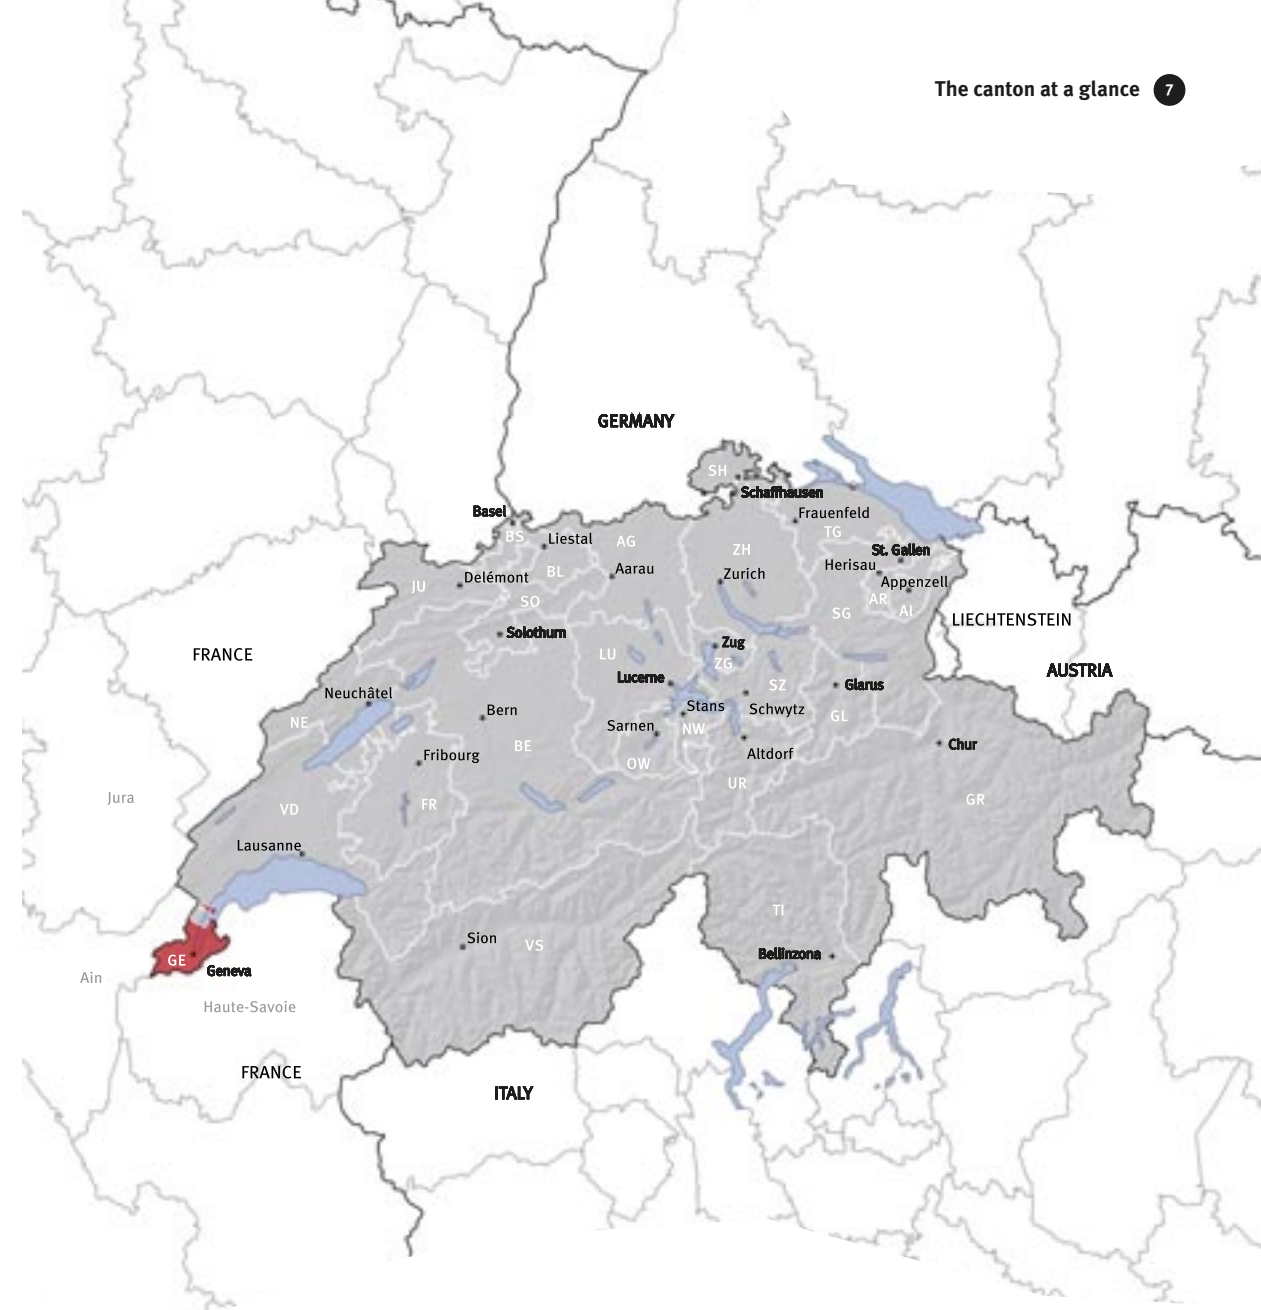 The canton at a glance 7
GERMANY
SH
Schaffhausen
Basel
Frauenfeld
BS
Liestal
AG
ZH
TG
St. Gallen
Herisau
Delémont
BL
Aarau
Zurich
Appenzell
JU
SO
SG
AR
AI
LIECHTENSTEIN
Solothurn
FRANCE
LU
Zug
ZG
AUSTRIA
Lucerne
SZ
Glarus
Neuchâtel
Stans
Schwytz
NE
Bern
Sarnen
NW
GL
BE
Fribourg
OW
Altdorf
Chur
UR
Jura
VD
FR
GR
Lausanne
TI
Sion
VS
Bellinzona
GE
Geneva
Ain
Haute-Savoie
FRANCE
ITALY